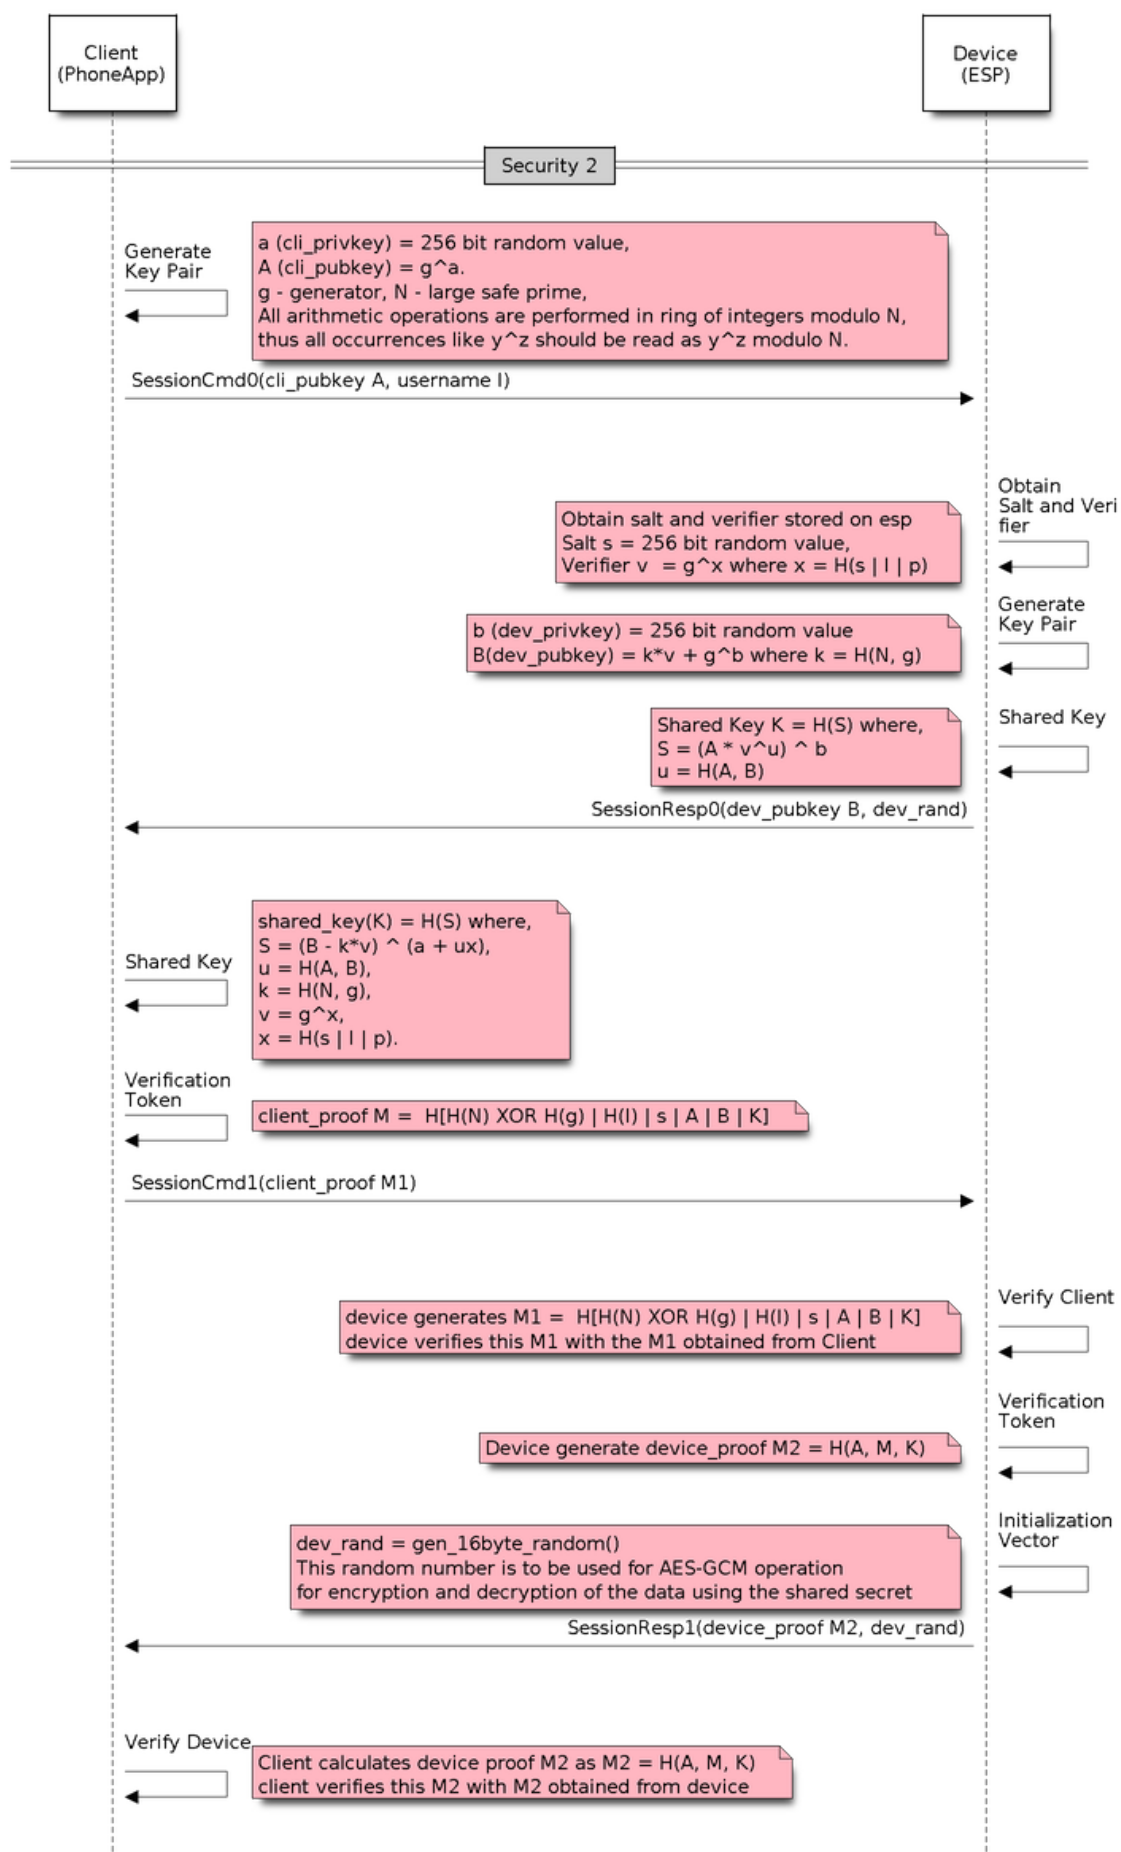 Client
(PhoneApp)
Device
(ESP)
Security 2
Generate
Key Pair
a (cli_privkey) = 256 bit random value,
A (cli_pubkey) = g^a.
g - generator, N - large safe prime,
All arithmetic operations are performed in ring of integers modulo N,
thus all occurrences like y^z should be read as y^z modulo N.
SessionCmd0(cli_pubkey A, username I)
Obtain
Salt and Veri
fier
Obtain salt and verifier stored on esp
Salt s = 256 bit random value,
Verifier v  = g^x where x = H(s | I | p)
Generate
Key Pair
b (dev_privkey) = 256 bit random value
B(dev_pubkey) = k*v + g^b where k = H(N, g)
Shared Key
Shared Key K = H(S) where,
S = (A * v^u) ^ b
u = H(A, B)
SessionResp0(dev_pubkey B, dev_rand)
Shared Key
shared_key(K) = H(S) where,
S = (B - k*v) ^ (a + ux),
u = H(A, B),
k = H(N, g),
v = g^x,
x = H(s | I | p).
Verification
Token
client_proof M =  H[H(N) XOR H(g) | H(I) | s | A | B | K]
SessionCmd1(client_proof M1)
Verify Client
device generates M1 =  H[H(N) XOR H(g) | H(I) | s | A | B | K]
device verifies this M1 with the M1 obtained from Client
Verification
Token
Device generate device_proof M2 = H(A, M, K)
Initialization
Vector
dev_rand = gen_16byte_random()
This random number is to be used for AES-GCM operation
for encryption and decryption of the data using the shared secret
SessionResp1(device_proof M2, dev_rand)
Verify Device
Client calculates device proof M2 as M2 = H(A, M, K)
client verifies this M2 with M2 obtained from device